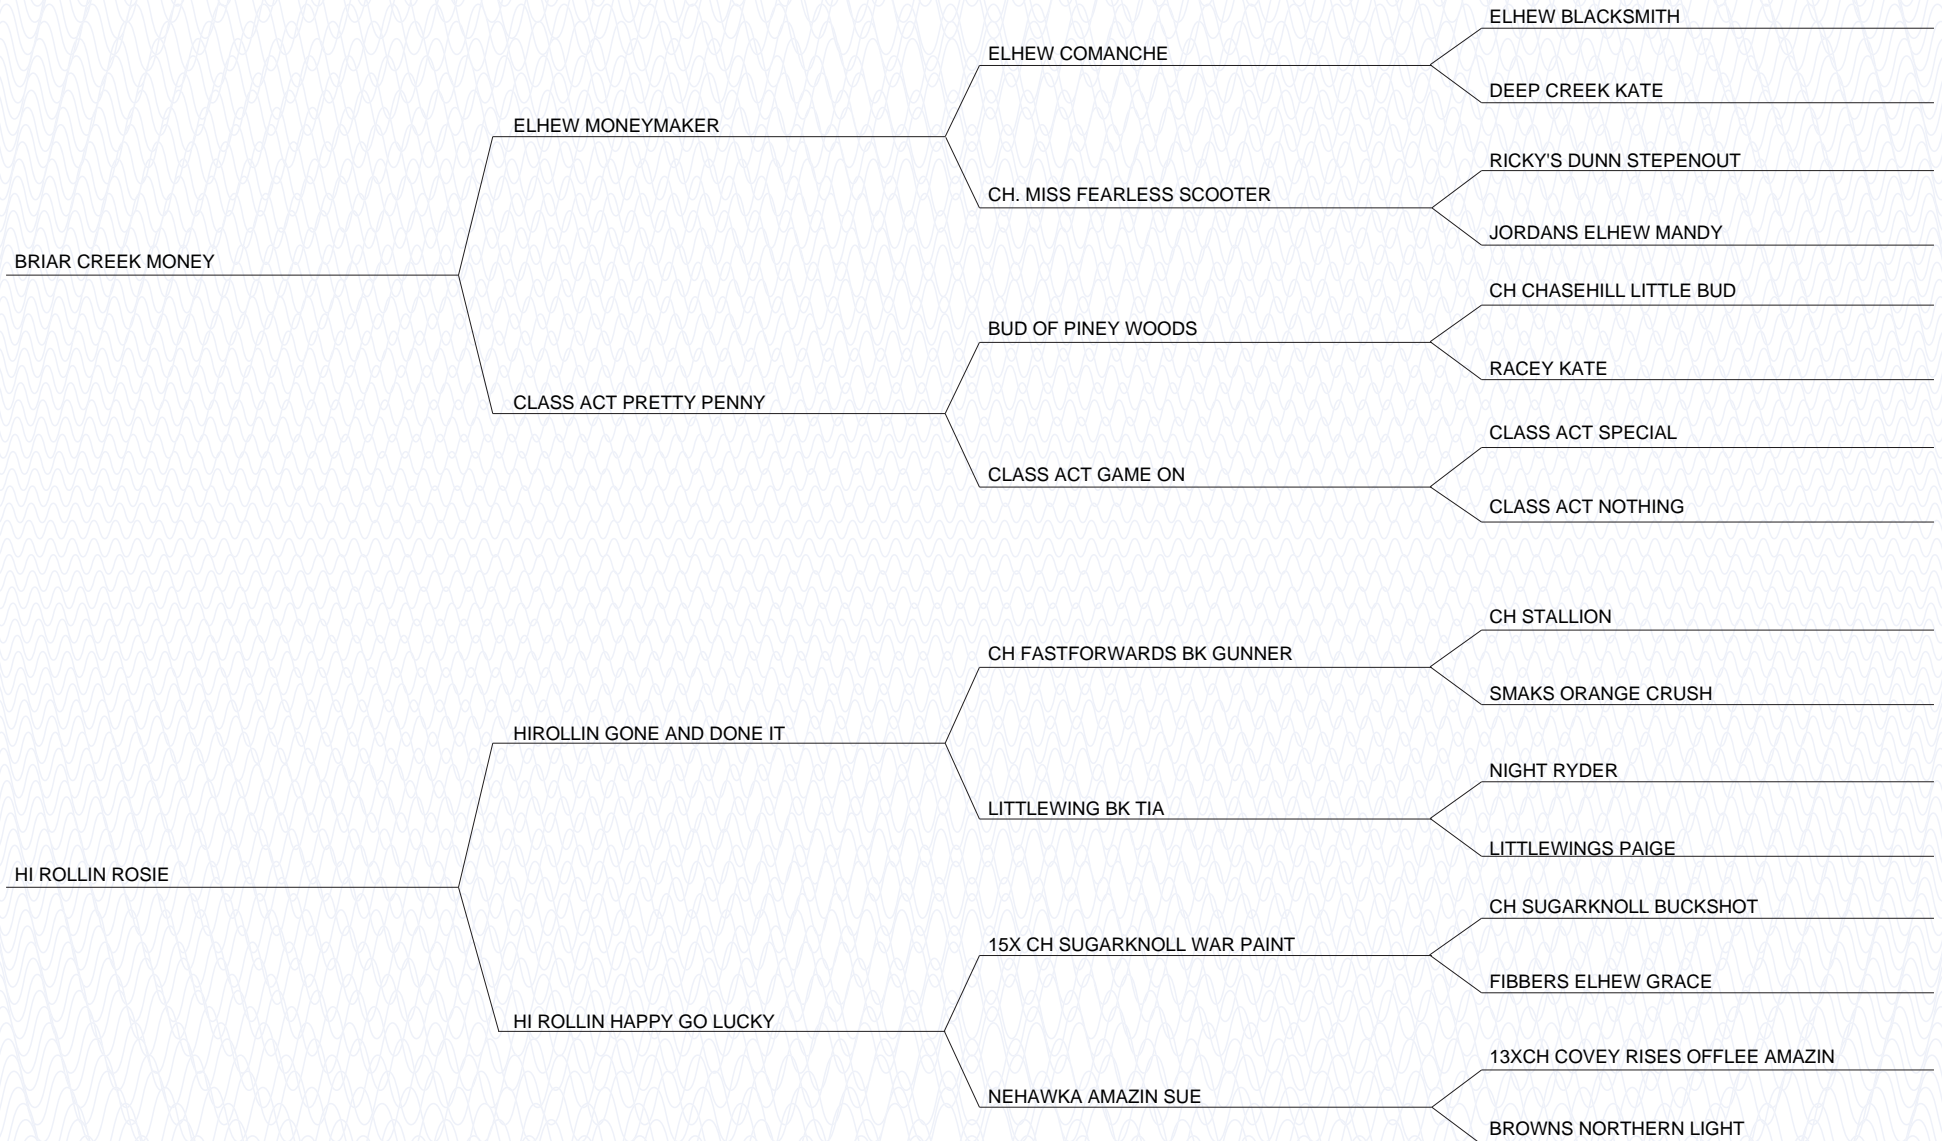 ELHEW BLACKSMITH
ELHEW COMANCHE
DEEP CREEK KATE
ELHEW MONEYMAKER
RICKY'S DUNN STEPENOUT
CH. MISS FEARLESS SCOOTER
JORDANS ELHEW MANDY
BRIAR CREEK MONEY
CH CHASEHILL LITTLE BUD
BUD OF PINEY WOODS
RACEY KATE
CLASS ACT PRETTY PENNY
CLASS ACT SPECIAL
CLASS ACT GAME ON
CLASS ACT NOTHING
CH STALLION
CH FASTFORWARDS BK GUNNER
SMAKS ORANGE CRUSH
HIROLLIN GONE AND DONE IT
NIGHT RYDER
LITTLEWING BK TIA
LITTLEWINGS PAIGE
HI ROLLIN ROSIE
CH SUGARKNOLL BUCKSHOT
15X CH SUGARKNOLL WAR PAINT
FIBBERS ELHEW GRACE
HI ROLLIN HAPPY GO LUCKY
13XCH COVEY RISES OFFLEE AMAZIN
NEHAWKA AMAZIN SUE
BROWNS NORTHERN LIGHT